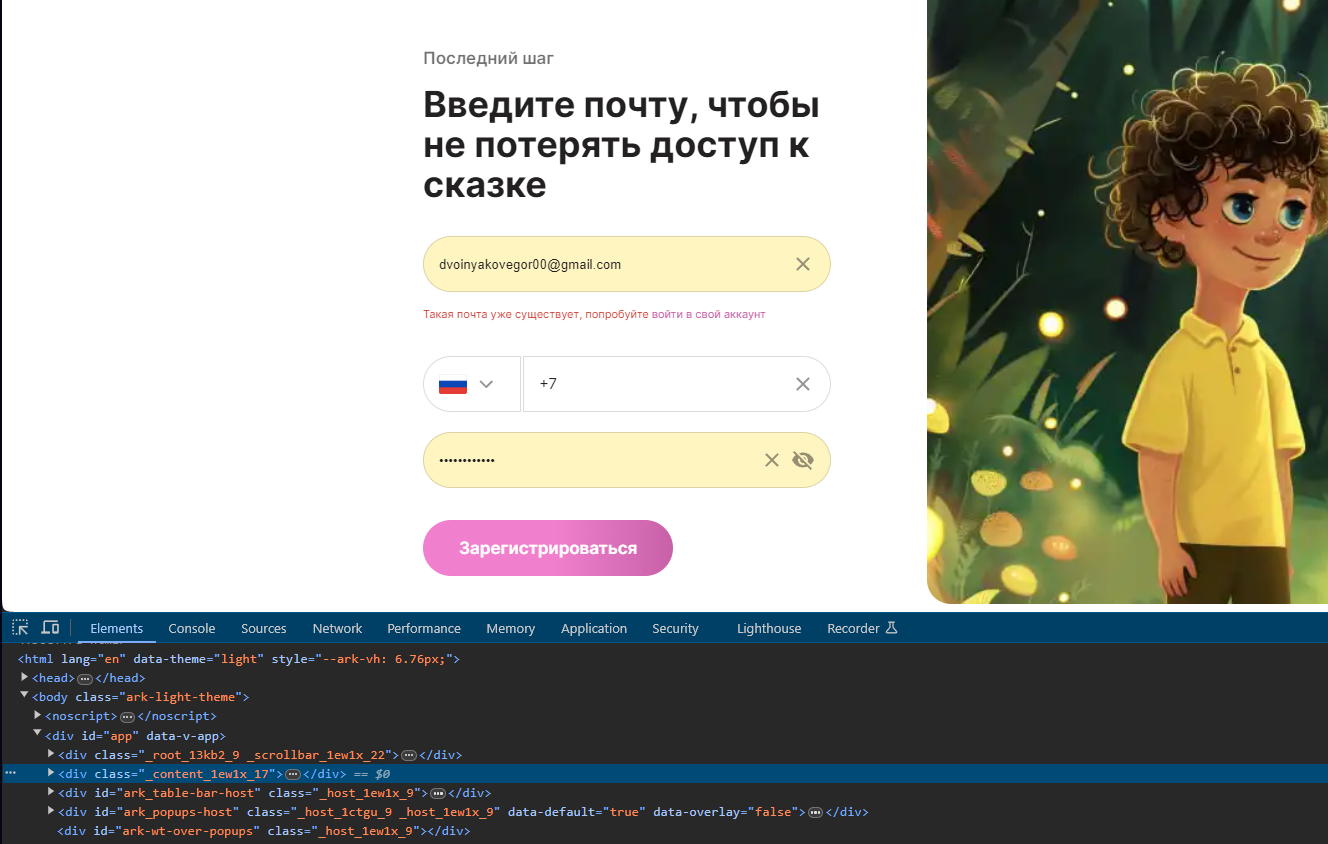 Последний шаг
Введите почту, чтобы
не потерять доступ к
сказке
dvoinyakovegor00@gmail.com
Такая почта уже существует, попробуйте войти в свой аккаунт
+7
••••••••••••
Зарегистрироваться
Elements Console Sources Network Performance Memory Application Security Lighthouse Recorder
<html lang="en" data-theme="light" style="--ark-vh: 6.76px;">
<head>…</head>
<body class="ark-light-theme">
<noscript>…</noscript>
<div id="app" data-v-app>
<div class="_root_13kb2_9 _scrollbar_1ew1x_22">…</div>
<div class="_content_1ew1x_17">…</div> == $0
<div id="ark_table-bar-host" class="_host_1ew1x_9">…</div>
<div id="ark_popups-host" class="_host_1ctgu_9 _host_1ew1x_9" data-default="true" data-overlay="false">…</div>
<div id="ark-wt-over-popups" class="_host_1ew1x_9"></div>